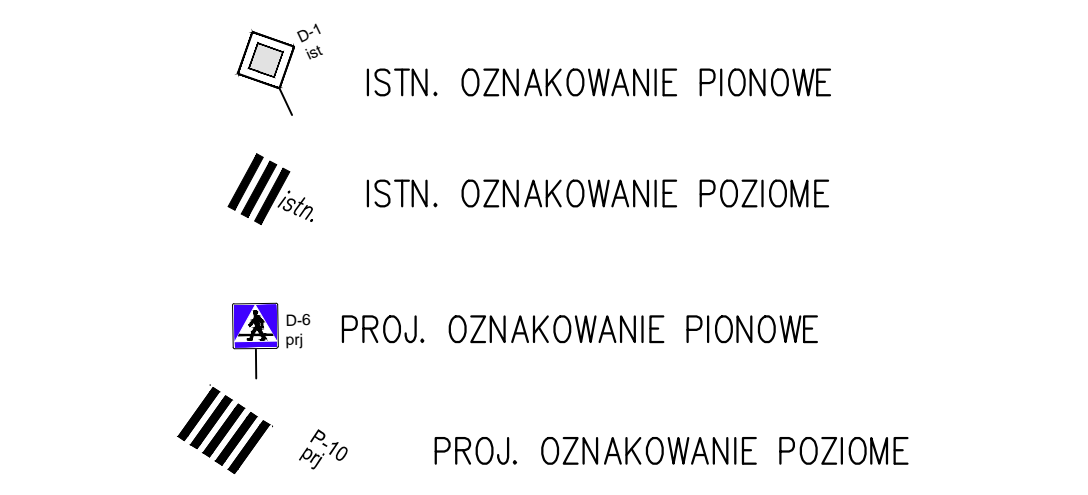 D-1
ist
ISTN. OZNAKOWANIE PIONOWE
istn.
ISTN. OZNAKOWANIE POZIOME
D-6
prj
PROJ. OZNAKOWANIE PIONOWE
P-10
prj
PROJ. OZNAKOWANIE POZIOME